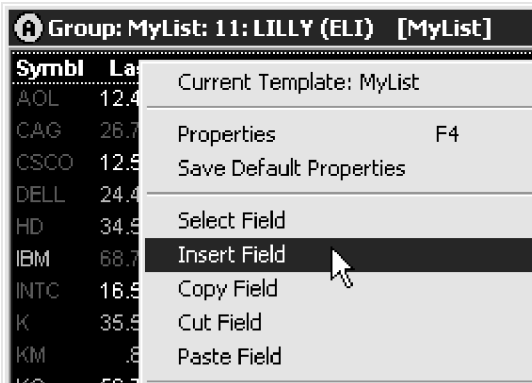 A Group: MyList: 11: LILLY (ELI) [MyList]
Symbl La
Current Template: MyList
AOL 12.4
CAG 26.7
Properties F4
CSCO 12.5
Save Default Properties
DELL 24.4
HD 34.5
Select Field
IBM 68.7
Insert Field
INTC 16.5
Copy Field
K 35.5
Cut Field
KM .8
Paste Field